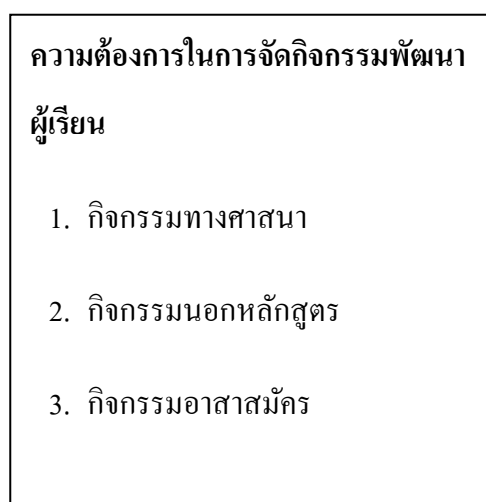 ความต้องการในการจัดกิจกรรมพัฒนา
ผู้เรียน
1. กิจกรรมทางศาสนา
2. กิจกรรมนอกหลักสูตร
3. กิจกรรมอาสาสมัคร